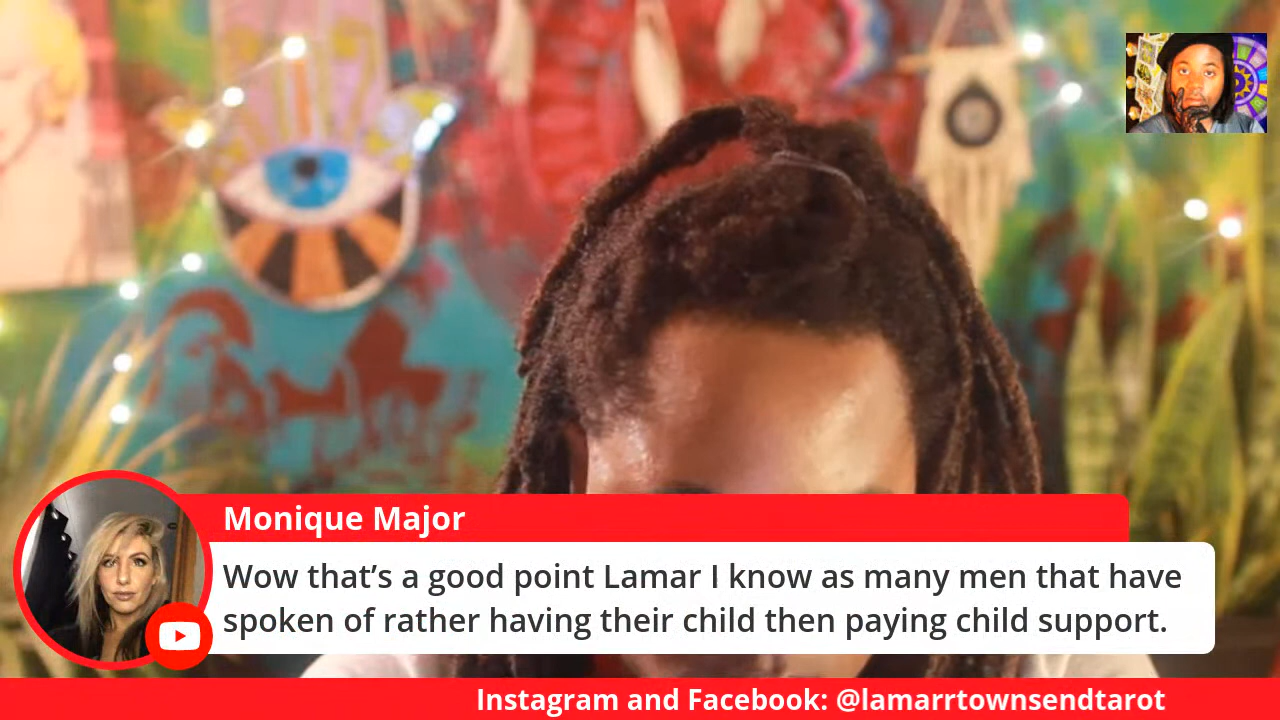 Monique Major
Wow that’s a good point Lamar I know as many men that have
spoken of rather having their child then paying child support.
Instagram and Facebook: @lamarrtownsendtarot